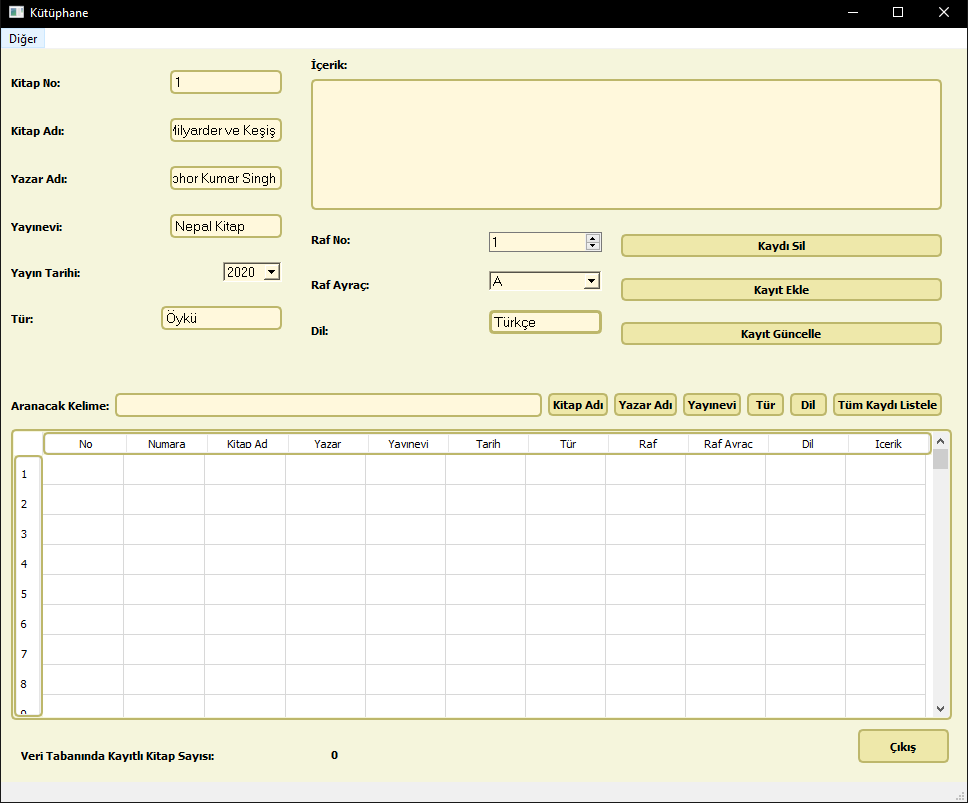 Kütüphane
Diğer
Kitap No: 1
Kitap Adı: Milyarder ve Keşiş
Yazar Adı: Kumar Singh
Yayınevi: Nepal Kitap
Yayın Tarihi: 2020
Tür: Öykü
İçerik:
Raf No: 1
Raf Ayraç: A
Dil: Türkçe
Kaydı Sil
Kayıt Ekle
Kayıt Güncelle
Aranacak Kelime: Kitap Adı Yazar Adı Yayınevi Tür Dil Tüm Kaydı Listele
No Numara Kitap Ad Yazar Yayınevi Tarih Tür Raf Raf Ayrac Dil Icerik
1
2
3
4
5
6
7
8
9
Veri Tabanında Kayıtlı Kitap Sayısı: 0
Çıkış